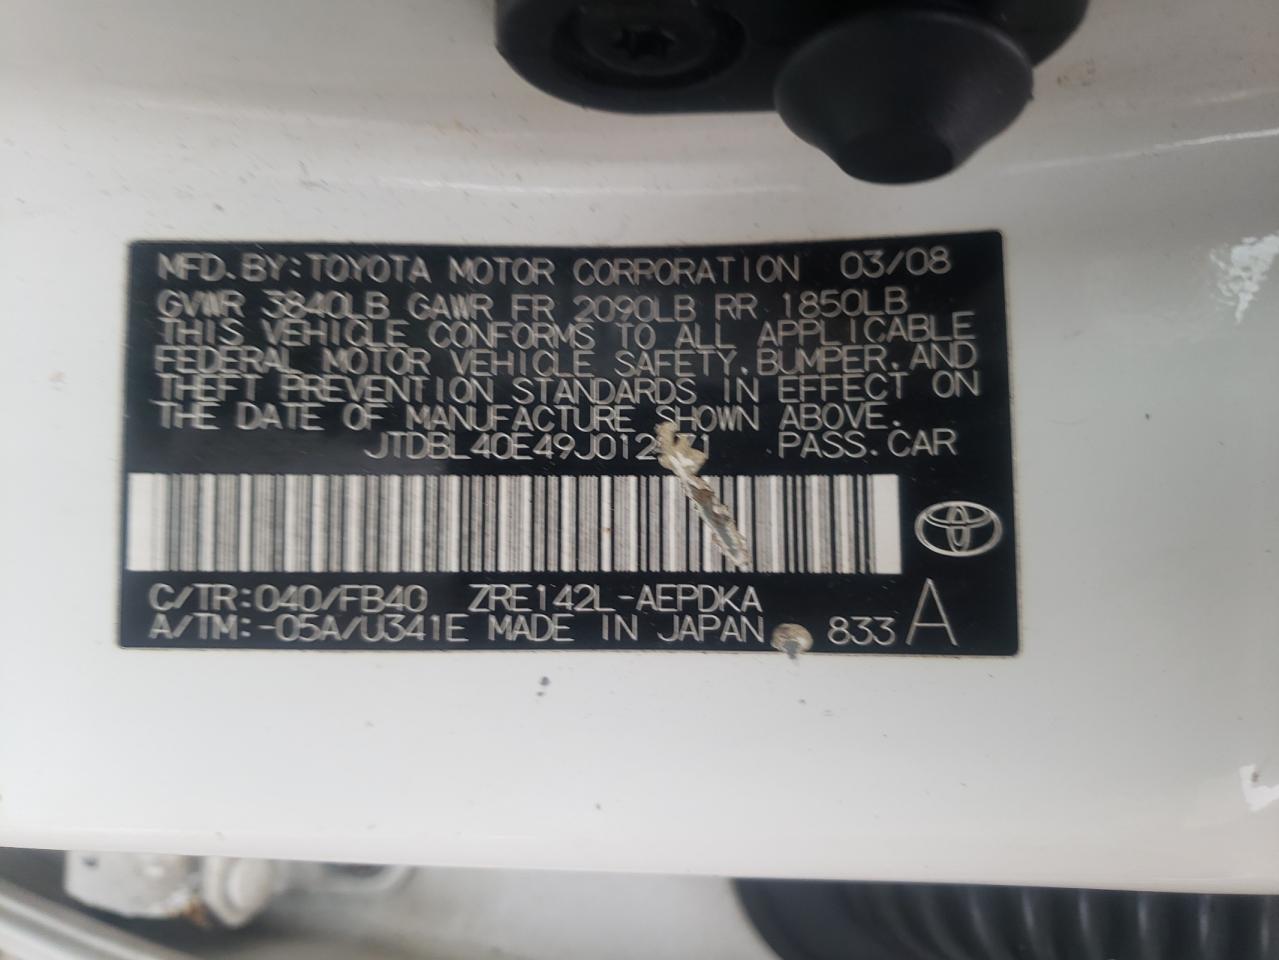 MFD. BY: TOYOTA MOTOR CORPORATION 03/08
GVWR 3840LB GAWR FR 2090LB RR 1850LB
THIS VEHICLE CONFORMS TO ALL APPLICABLE
FEDERAL MOTOR VEHICLE SAFETY, BUMPER, AND
THEFT PREVENTION STANDARDS IN EFFECT ON
THE DATE OF MANUFACTURE SHOWN ABOVE.
PASS. CAR
C/TR: 040/FB40 ZRE142L-AEPDKA
A/TM: -05A/U341E MADE IN JAPAN 833 A